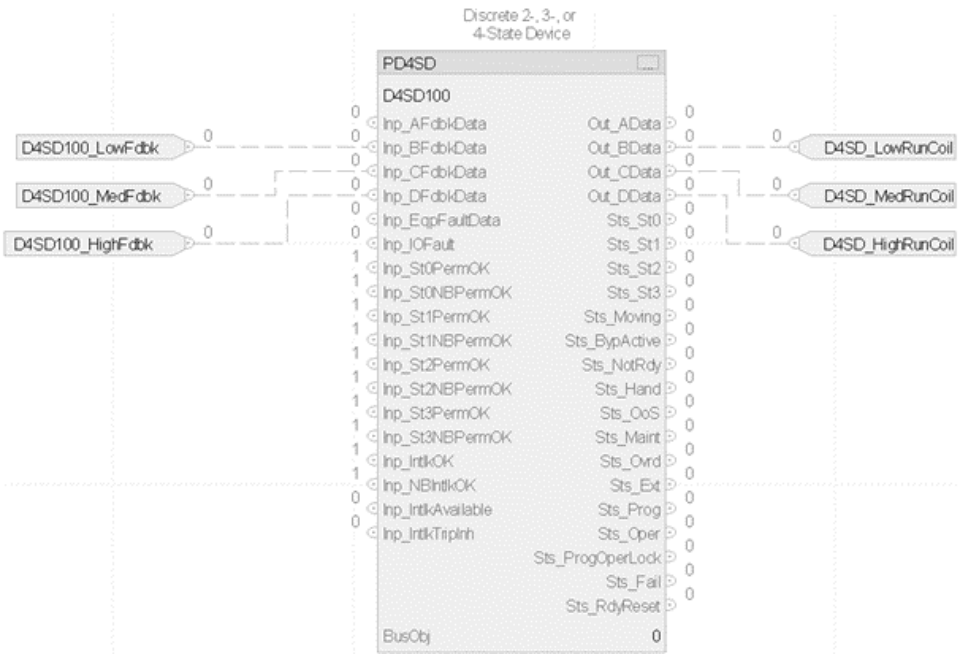 Discrete 2-, 3-, or
4-State Device
PD4SD ...
D4SD100
0 0
Inp_AFdbkData Out_AData
0 0 0 0
D4SD100_LowFdbk Inp_BFdbkData Out_BData D4SD_LowRunCoil
0 0
Inp_CFdbkData Out_CData
0 0 0 0
D4SD100_MedFdbk Inp_DFdbkData Out_DData D4SD_MedRunCoil
0 0
Inp_EqpFaultData Sts_St0
0 0 0 0
D4SD100_HighFdbk Inp_IOFault Sts_St1 D4SD_HighRunCoil
1 0
Inp_St0PermOK Sts_St2
1 0
Inp_St0NBPermOK Sts_St3
1 0
Inp_St1PermOK Sts_Moving
1 0
Inp_St1NBPermOK Sts_BypActive
1 0
Inp_St2PermOK Sts_NotRdy
1 0
Inp_St2NBPermOK Sts_Hand
1 0
Inp_St3PermOK Sts_OoS
1 0
Inp_St3NBPermOK Sts_Maint
1 0
Inp_IntlkOK Sts_Ovrd
1 0
Inp_NBIntlkOK Sts_Ext
0 0
Inp_IntlkAvailable Sts_Prog
0 0
Inp_IntlkTripInh Sts_Oper
0
Sts_ProgOperLock
0
Sts_Fail
0
Sts_RdyReset
BusObj 0